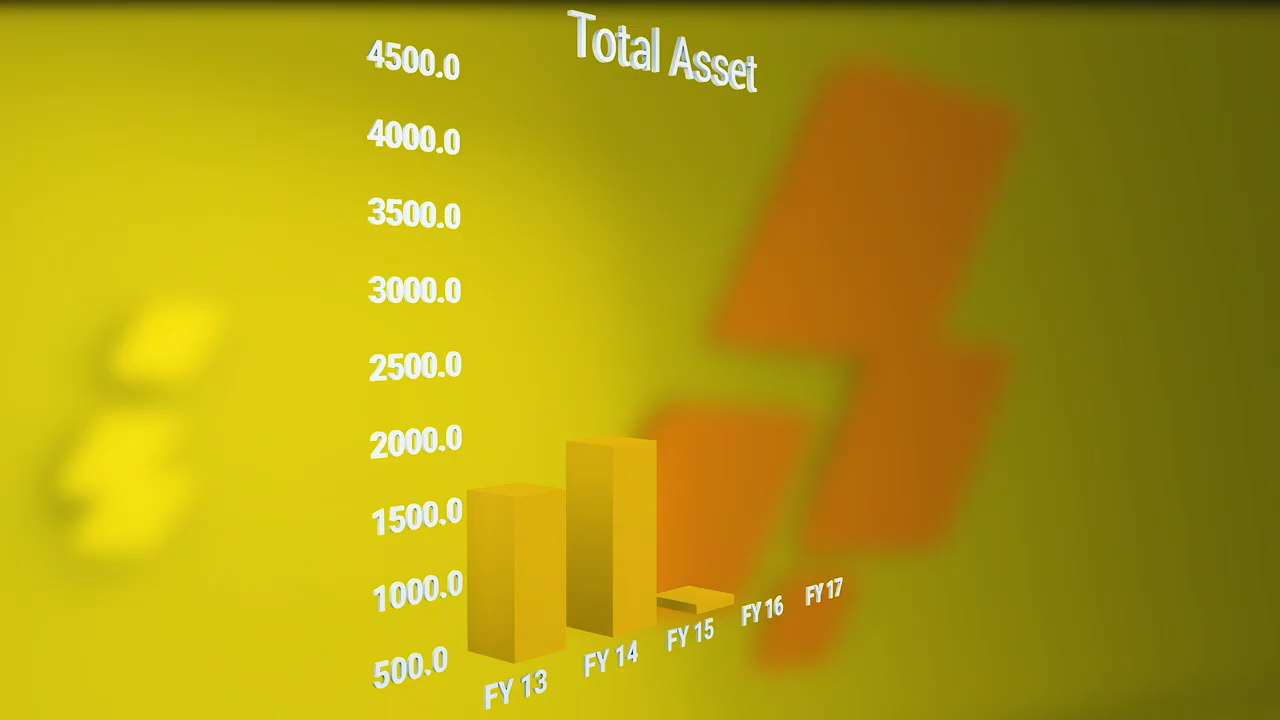 Total Asset
4500.0
4000.0
3500.0
3000.0
2500.0
2000.0
1500.0
1000.0
500.0
FY 13
FY 14
FY 15
FY 16
FY 17